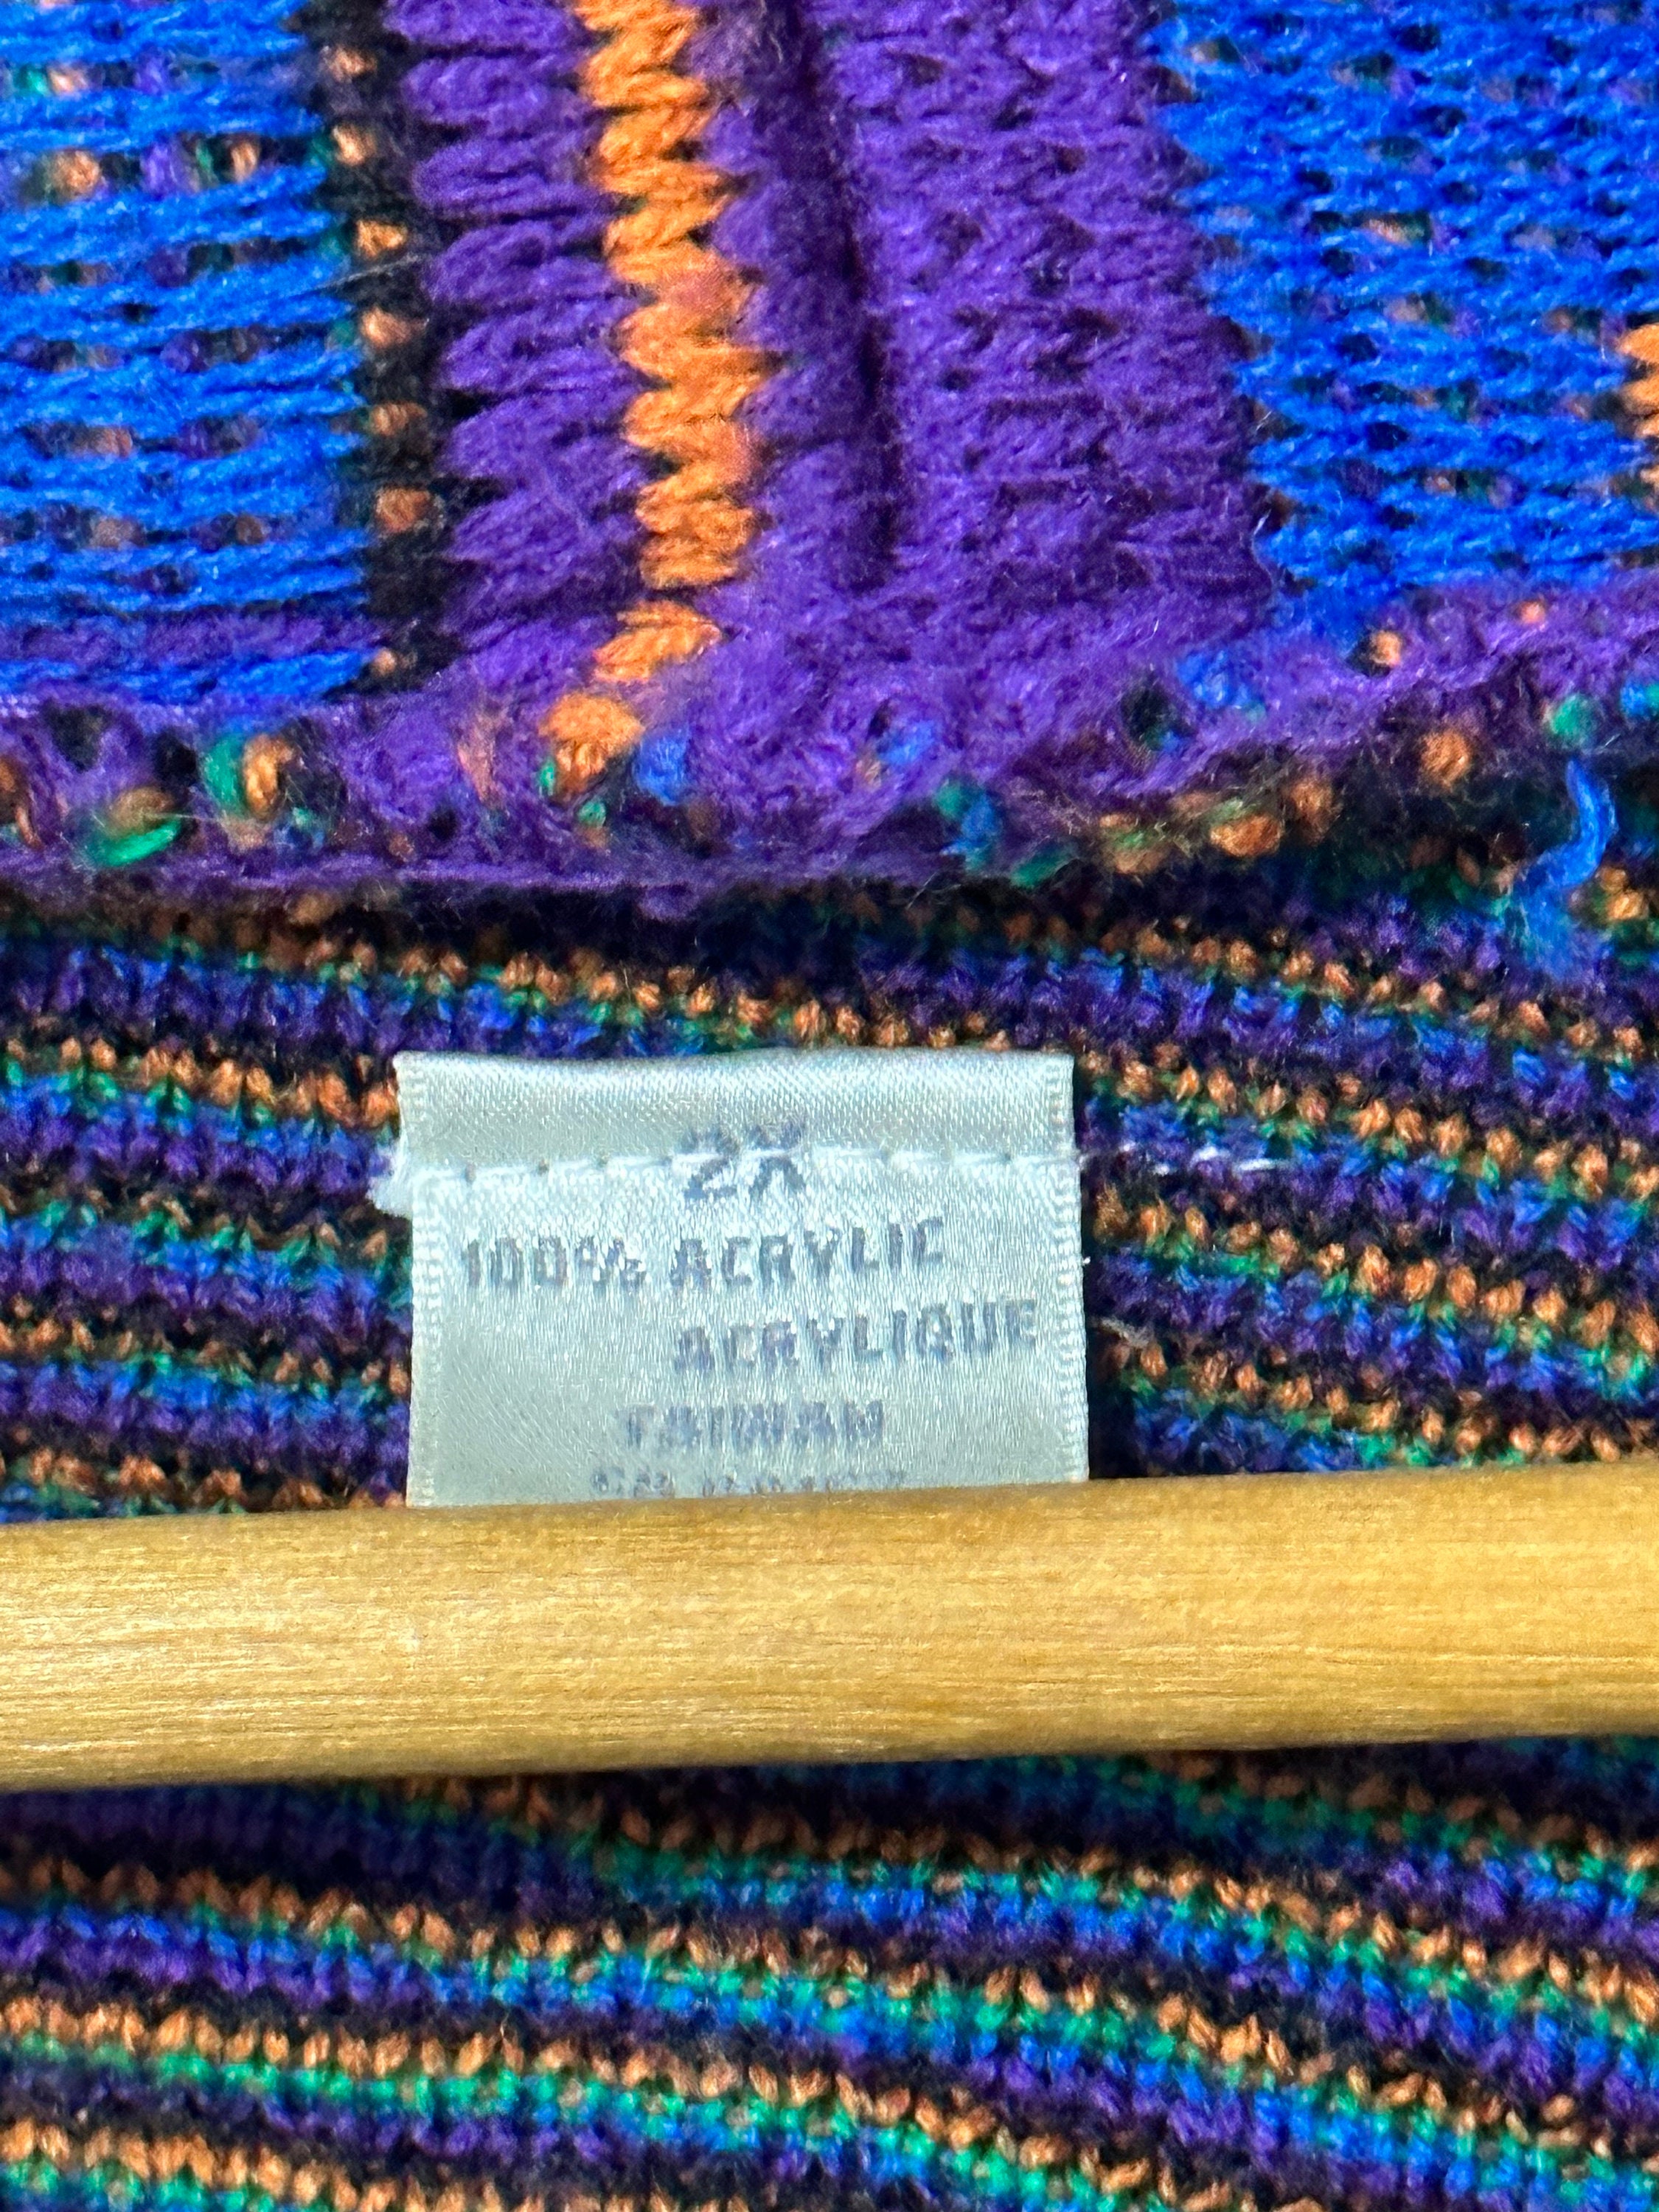 2X
100% ACRYLIC
ACRYLIQUE
TAIWAN